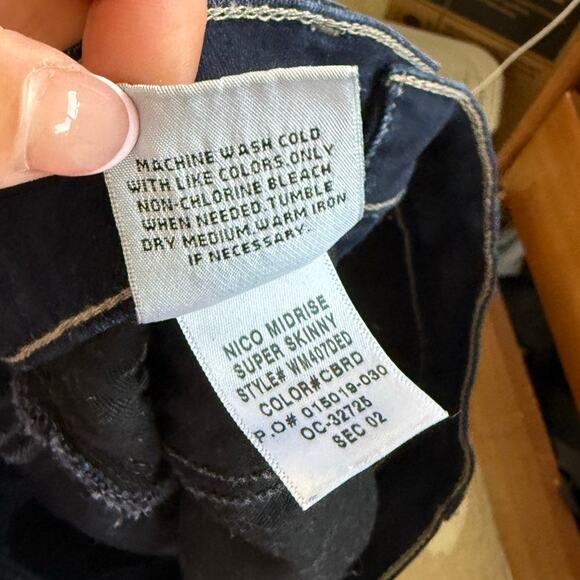 MACHINE WASH COLD
WITH LIKE COLORS ONLY
NON-CHLORINE BLEACH
WHEN NEEDED. TUMBLE
DRY MEDIUM. WARM IRON
IF NECESSARY.
NICO MIDRISE
SUPER SKINNY
STYLE# WM407DED
COLOR#CBRD
P.O# 015019-030
OC-32725
SEC 02